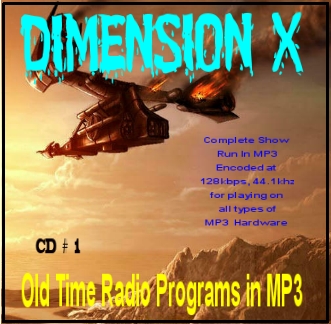 DIMENSION X
Complete Show
Run In MP3
Encoded at
128kbps, 44.1khz
for playing on
all types of
MP3 Hardware
CD # 1
Old Time Radio Programs in MP3